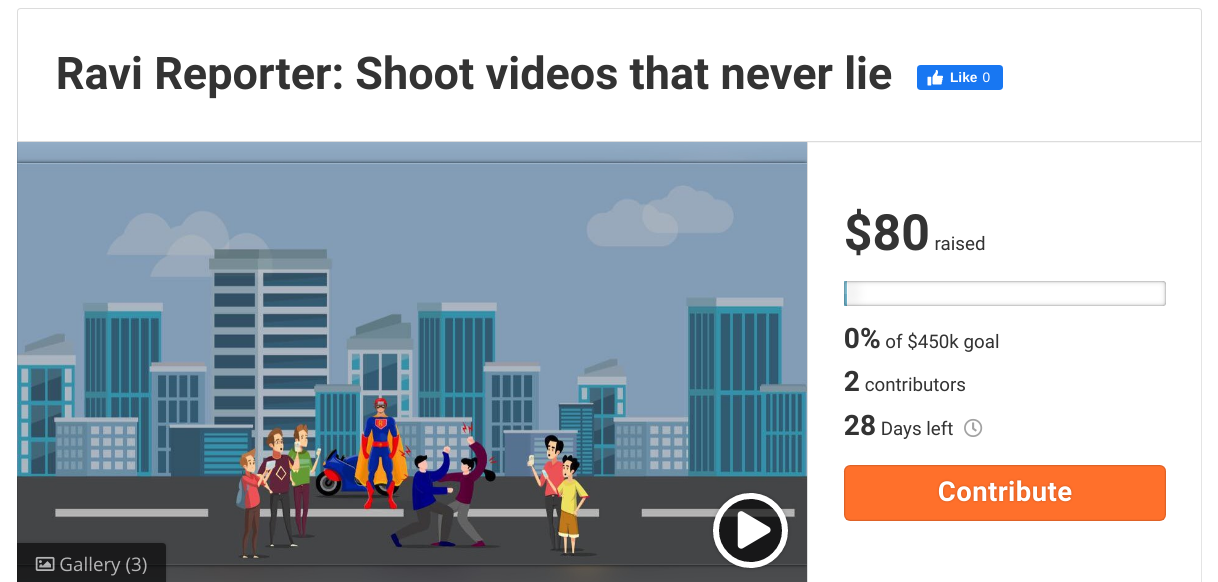 Ravi Reporter: Shoot videos that never lie
Like 0
$80 raised
0% of $450k goal
2 contributors
28 Days left
Contribute
Gallery (3)